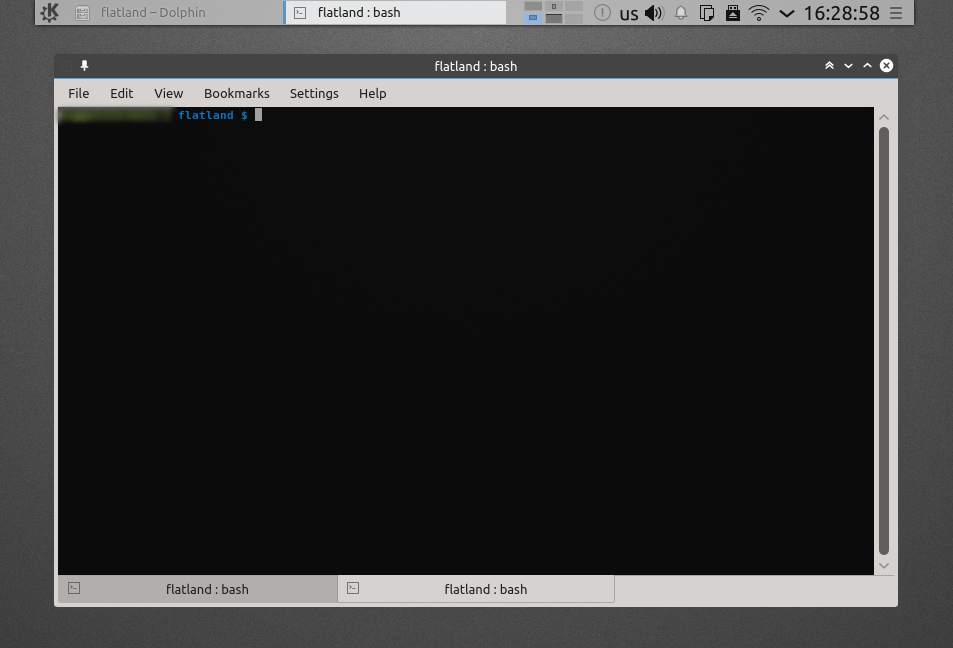 flatland – Dolphin
flatland : bash
us
16:28:58
flatland : bash
File Edit View Bookmarks Settings Help
flatland $
flatland : bash
flatland : bash